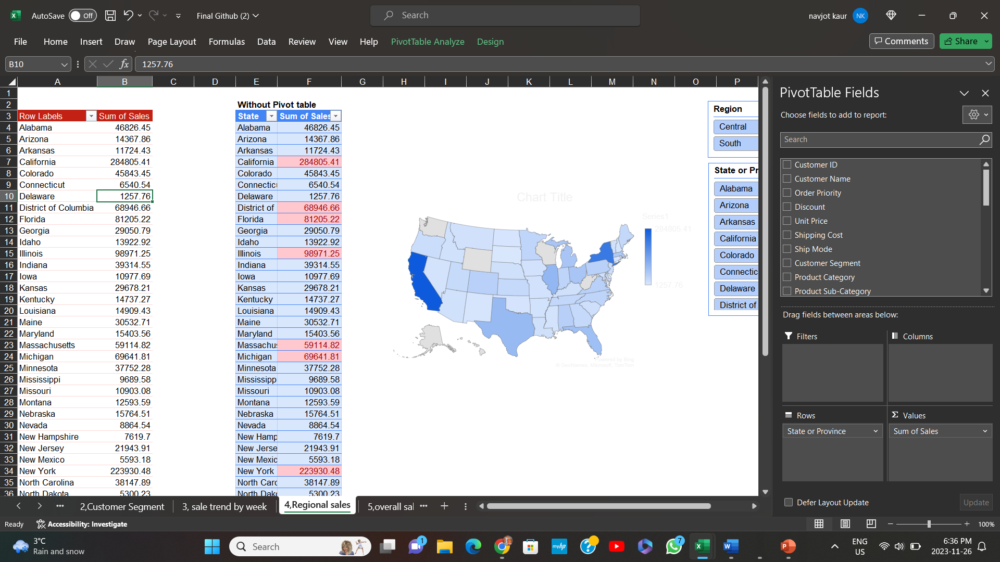 AutoSave Off Final Github (2) Search navjot kaur NK
File Home Insert Draw Page Layout Formulas Data Review View Help PivotTable Analyze Design Comments Share
B10 fx 1257.76
A B C D E F G H I J K L M N O P
1
2 Without Pivot table
3 Row Labels Sum of Sales State Sum of Sales
4 Alabama 46826.45 Alabama 46826.45
5 Arizona 14367.86 Arizona 14367.86
6 Arkansas 11724.43 Arkansas 11724.43
7 California 284805.41 California 284805.41
8 Colorado 45843.45 Colorado 45843.45
9 Connecticut 6540.54 Connectic 6540.54
10 Delaware 1257.76 Delaware 1257.76
11 District of Columbia 68946.66 District of 68946.66
12 Florida 81205.22 Florida 81205.22
13 Georgia 29050.79 Georgia 29050.79
14 Idaho 13922.92 Idaho 13922.92
15 Illinois 98971.25 Illinois 98971.25
16 Indiana 39314.55 Indiana 39314.55
17 Iowa 10977.69 Iowa 10977.69
18 Kansas 29678.21 Kansas 29678.21
19 Kentucky 14737.27 Kentucky 14737.27
20 Louisiana 14909.43 Louisiana 14909.43
21 Maine 30532.71 Maine 30532.71
22 Maryland 15403.56 Maryland 15403.56
23 Massachusetts 59114.82 Massachus 59114.82
24 Michigan 69641.81 Michigan 69641.81
25 Minnesota 37752.28 Minnesota 37752.28
26 Mississippi 9689.58 Mississipp 9689.58
27 Missouri 10903.08 Missouri 10903.08
28 Montana 12593.59 Montana 12593.59
29 Nebraska 15764.51 Nebraska 15764.51
30 Nevada 8864.54 Nevada 8864.54
31 New Hampshire 7619.7 New Hamp 7619.7
32 New Jersey 21943.91 New Jerse 21943.91
33 New Mexico 5593.18 New Mexic 5593.18
34 New York 223930.48 New York 223930.48
35 North Carolina 38147.89 North Carc 38147.89
36 North Dakota 5300.23 North Dako 5300.23
Chart Title
Series1
284805.41
1257.76
Powered by Bing
© GeoNames, Microsoft, TomTom
Region
Central
South
State or Pr
Alabama
Arizona
Arkansas
California
Colorado
Connectic
Delaware
District of
PivotTable Fields
Choose fields to add to report:
Search
Customer ID
Customer Name
Order Priority
Discount
Unit Price
Shipping Cost
Ship Mode
Customer Segment
Product Category
Product Sub-Category
Drag fields between areas below:
Filters Columns
Rows Values
State or Province Sum of Sales
Defer Layout Update Update
2,Customer Segment 3, sale trend by week 4,Regional sales 5,overall sal
Ready Accessibility: Investigate 100%
3°C
Rain and snow
Search
1
myhp
7
ENG
US
6:36 PM
2023-11-26